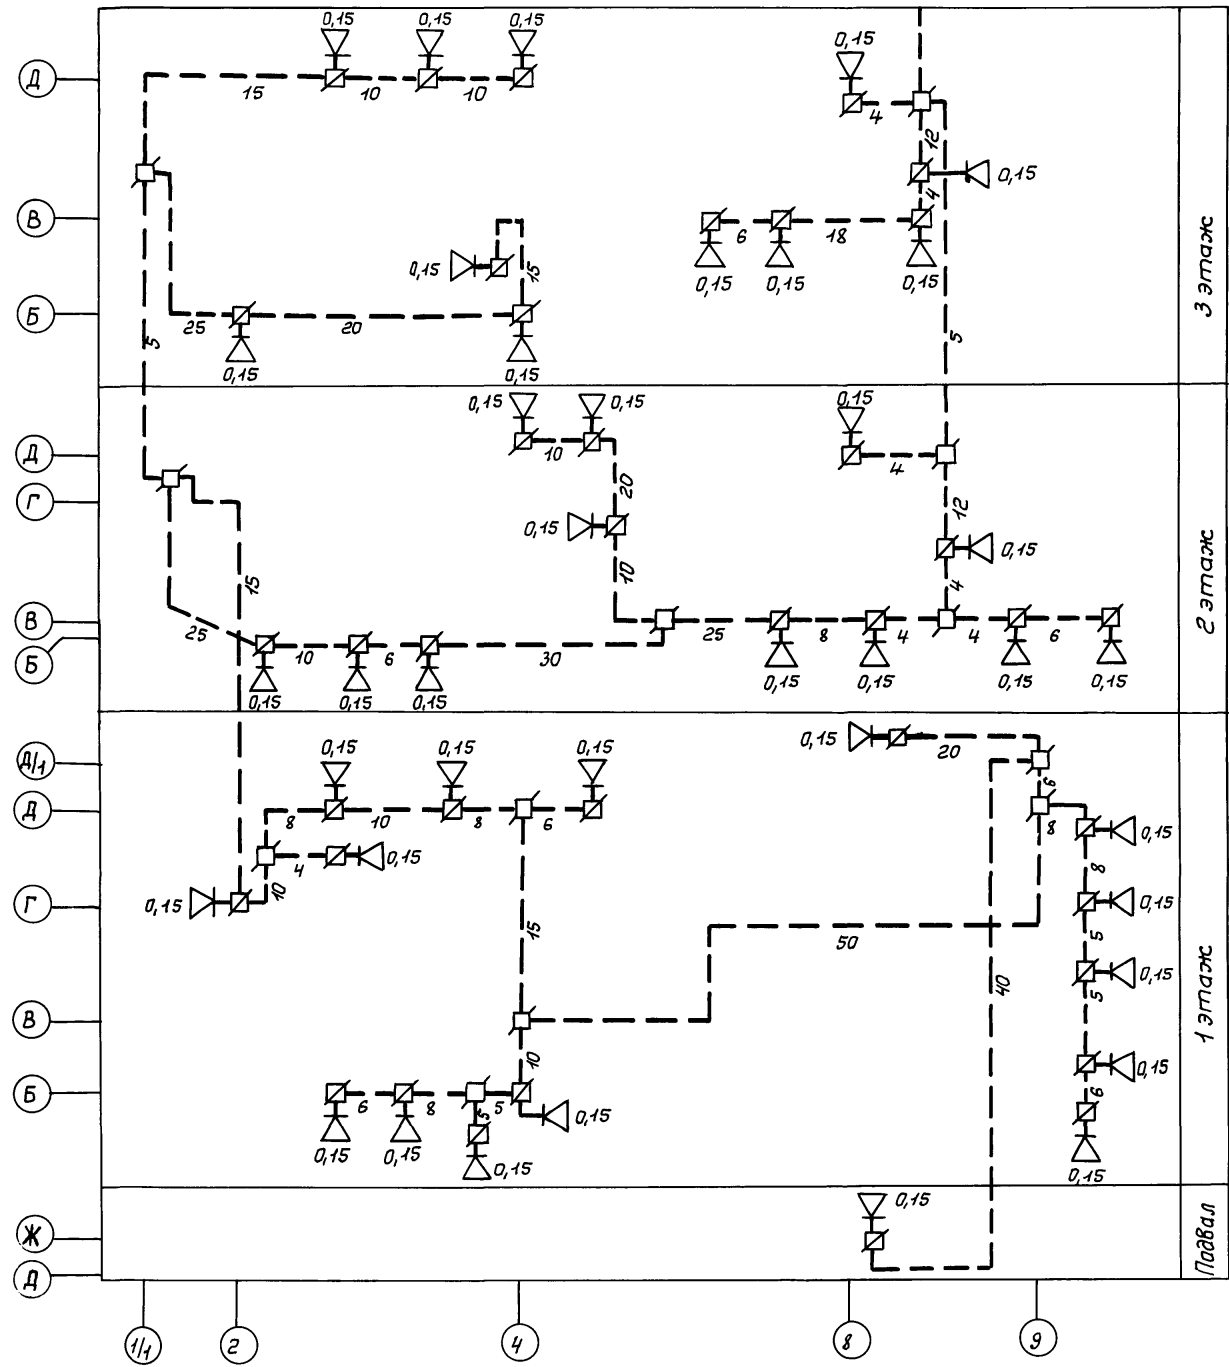 0,15 0,15 0,15
0,15
Д 15 10 10 4
12
0,15
4
В 6 18
0,15 15 0,15 0,15 0,15
Б 25 20
5 5
0,15 0,15
3 этаж
0,15 0,15 0,15
Д 10 4
Г 20 12
0,15 0,15
15 10 4
В 25 25 8 4 4 6
Б 10 6 30
0,15 0,15 0,15 0,15 0,15 0,15 0,15
2 этаж
0,15 20
Д/1 0,15 0,15 0,15 6
Д 8 10 8 6 8
0,15
4 0,15 8
10
Г 0,15 0,15
15 50 5
0,15
40 5
В
10 0,15
Б 6 8 5 6
5 0,15
0,15 0,15 0,15 0,15
1 этаж
0,15
Ж
Д
Подвал
1/1 2 4 8 9